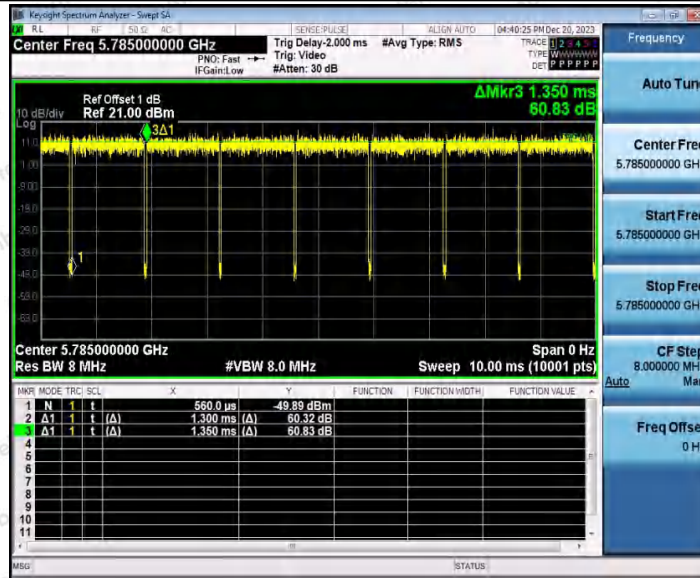 Keysight Spectrum Analyzer - Swept SA
RL RF 50 Ω AC SENSE:PULSE ALIGN AUTO 04:40:25 PM Dec 20, 2023
Center Freq 5.785000000 GHz
PNO: Fast
IFGain:Low
Trig Delay-2.000 ms
Trig: Video
#Atten: 30 dB
#Avg Type: RMS
TRACE 1 2 3 4 5 6
TYPE WWWWWW
DET P P P P P P
Frequency
Auto Tune
Center Freq
5.785000000 GH
Start Freq
5.785000000 GH
Stop Freq
5.785000000 GH
CF Step
8.000000 MH
Auto Ma
Freq Offset
0 H
ΔMkr3 1.350 ms
60.83 dB
Ref Offset 1 dB
10 dB/div Ref 21.00 dBm
Log
11.0
1.00
-9.00
-19.0
-29.0
-39.0
-49.0
-59.0
-69.0
3Δ1
1
Center 5.785000000 GHz Span 0 Hz
Res BW 8 MHz #VBW 8.0 MHz Sweep 10.00 ms (10001 pts)
MKR MODE TRC SCL X Y FUNCTION FUNCTION WIDTH FUNCTION VALUE
1 N 1 t 560.0 µs -49.89 dBm
2 Δ1 1 t (Δ) 1.300 ms (Δ) 60.32 dB
3 Δ1 1 t (Δ) 1.350 ms (Δ) 60.83 dB
4
5
6
7
8
9
10
11
MSG STATUS